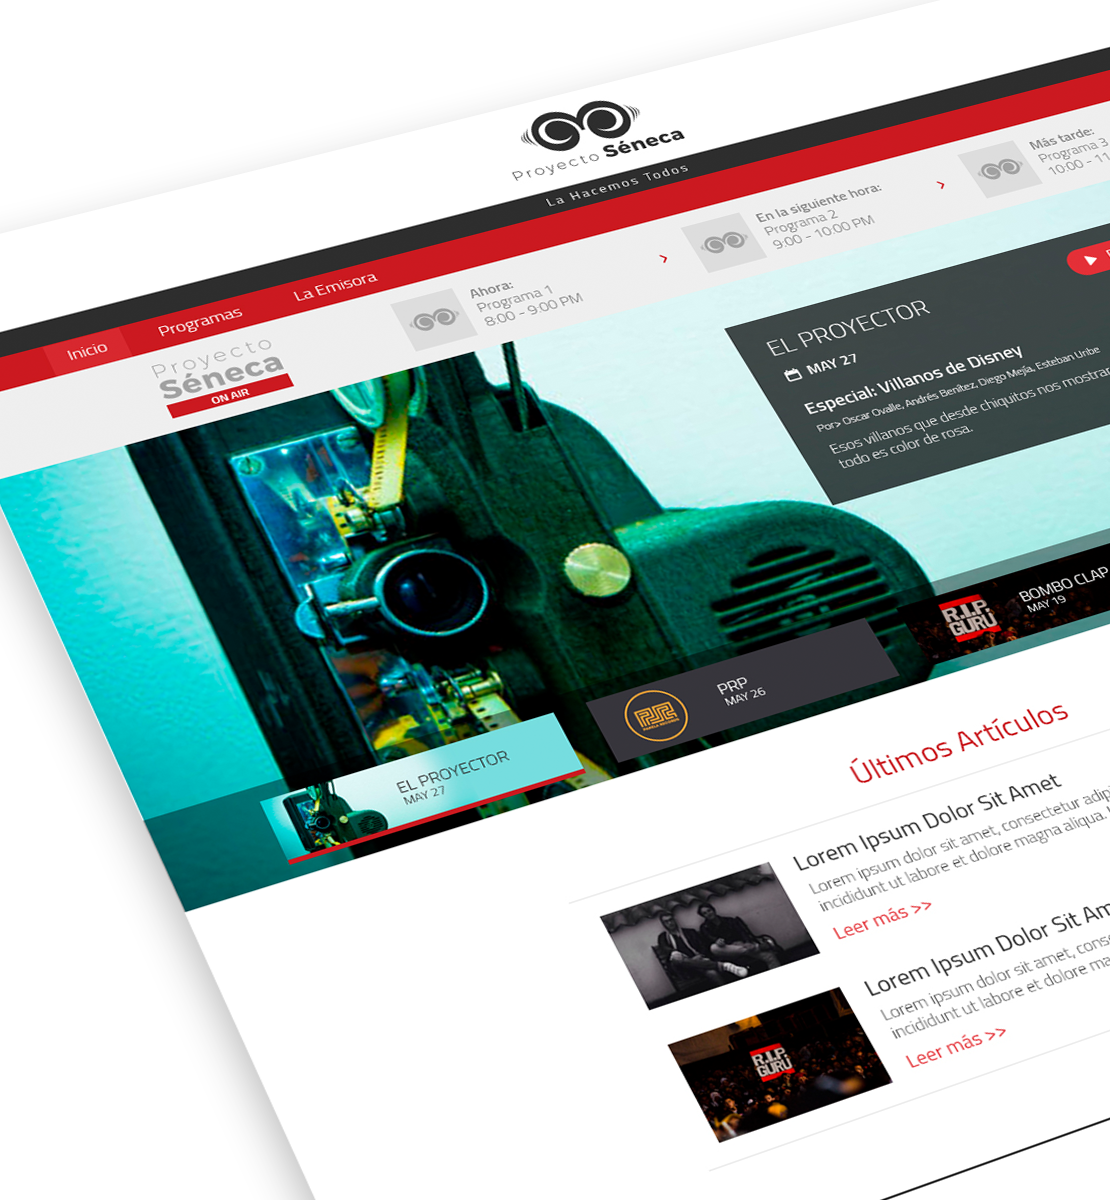 Proyecto Séneca
La Hacemos Todos
Inicio
Programas
La Emisora
Proyecto
Séneca
ON AIR
Ahora:
Programa 1
8:00 - 9:00 PM
En la siguiente hora:
Programa 2
9:00 - 10:00 PM
Más tarde:
Programa 3
10:00 - 11
EL PROYECTOR
MAY 27
Especial: Villanos de Disney
Por> Oscar Ovalle, Andrés Benítez, Diego Mejía, Esteban Uribe
Esos villanos que desde chiquitos nos mostrar
todo es color de rosa.
EL PROYECTOR
MAY 27
PRP
MAY 26
R.I.P.
GURÚ
BOMBO CLAP
MAY 19
Últimos Artículos
Lorem Ipsum Dolor Sit Amet
Lorem ipsum dolor sit amet, consectetur adipi
incididunt ut labore et dolore magna aliqua.
Leer más >>
R.I.P.
GURÚ
Lorem Ipsum Dolor Sit Am
Lorem ipsum dolor sit amet, cons
incididunt ut labore et dolore ma
Leer más >>